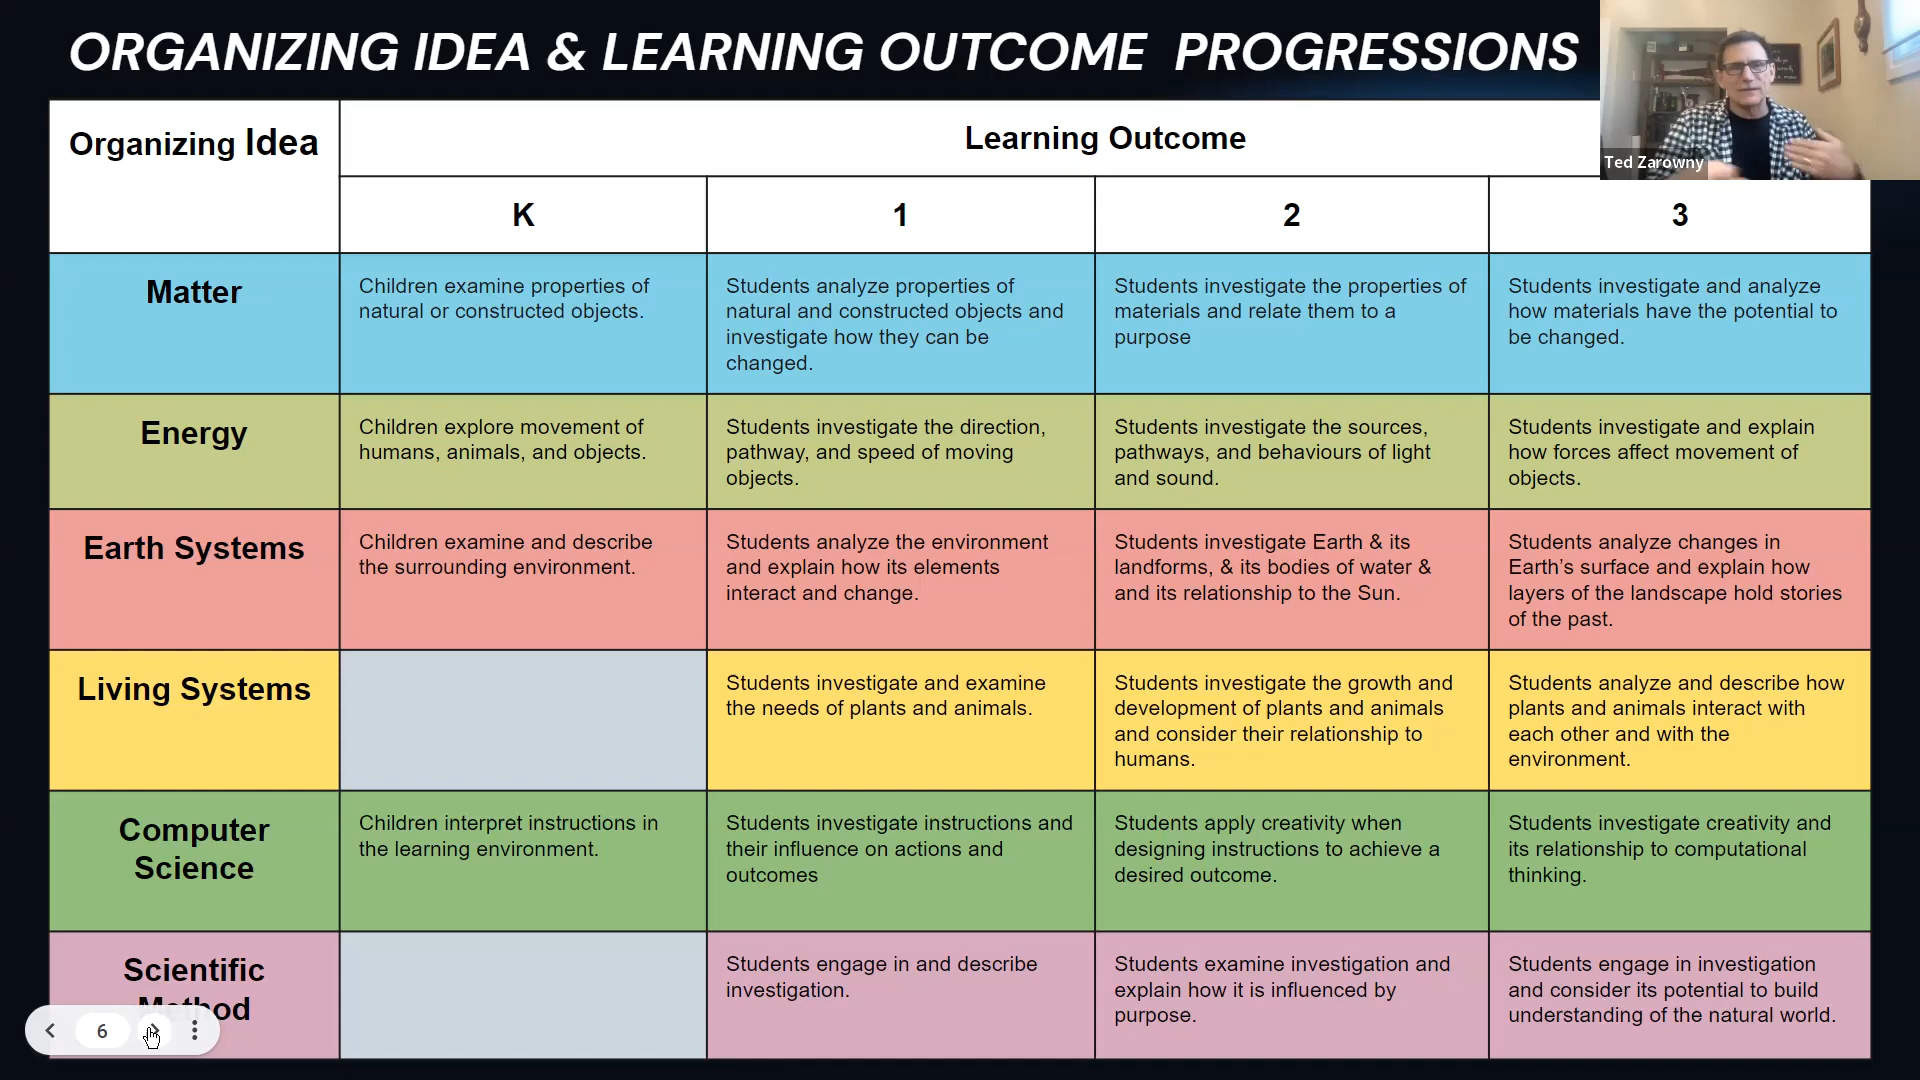 ORGANIZING IDEA & LEARNING OUTCOME PROGRESSIONS
Ted Zarowny
Organizing Idea
Learning Outcome
K
1
2
3
Matter
Children examine properties of
natural or constructed objects.
Students analyze properties of
natural and constructed objects and
investigate how they can be
changed.
Students investigate the properties of
materials and relate them to a
purpose
Students investigate and analyze
how materials have the potential to
be changed.
Energy
Children explore movement of
humans, animals, and objects.
Students investigate the direction,
pathway, and speed of moving
objects.
Students investigate the sources,
pathways, and behaviours of light
and sound.
Students investigate and explain
how forces affect movement of
objects.
Earth Systems
Children examine and describe
the surrounding environment.
Students analyze the environment
and explain how its elements
interact and change.
Students investigate Earth & its
landforms, & its bodies of water &
and its relationship to the Sun.
Students analyze changes in
Earth's surface and explain how
layers of the landscape hold stories
of the past.
Living Systems
Students investigate and examine
the needs of plants and animals.
Students investigate the growth and
development of plants and animals
and consider their relationship to
humans.
Students analyze and describe how
plants and animals interact with
each other and with the
environment.
Computer
Science
Children interpret instructions in
the learning environment.
Students investigate instructions and
their influence on actions and
outcomes
Students apply creativity when
designing instructions to achieve a
desired outcome.
Students investigate creativity and
its relationship to computational
thinking.
Scientific
Method
Students engage in and describe
investigation.
Students examine investigation and
explain how it is influenced by
purpose.
Students engage in investigation
and consider its potential to build
understanding of the natural world.
6